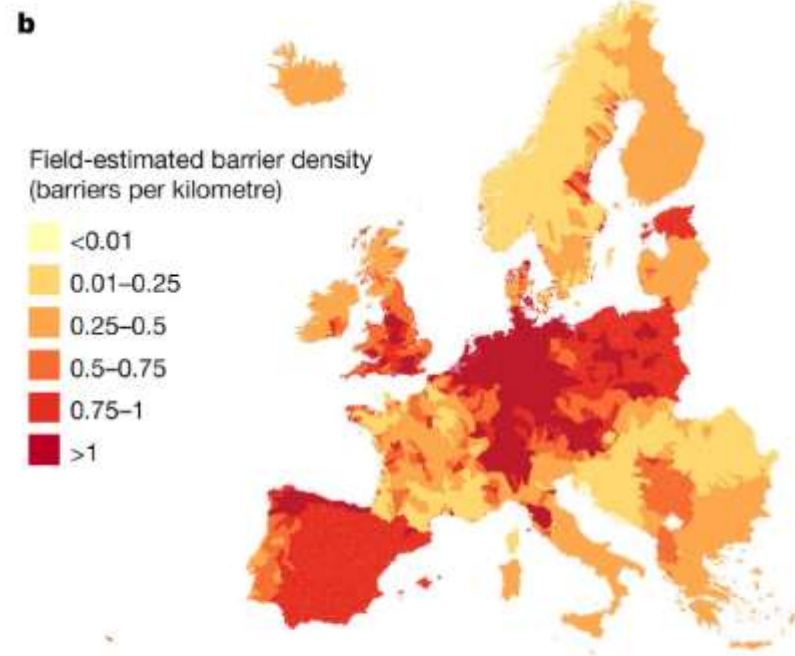 b
Field-estimated barrier density
(barriers per kilometre)
<0.01
0.01–0.25
0.25–0.5
0.5–0.75
0.75–1
>1